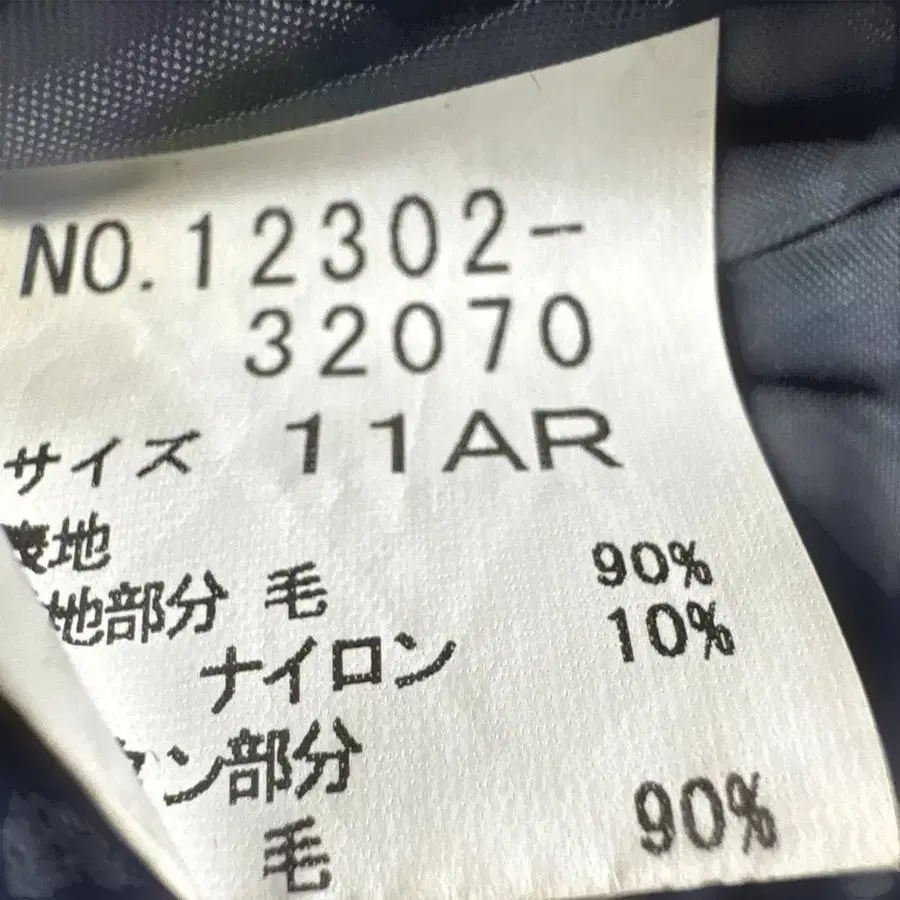 NO.12302-
32070
サイズ 11AR
表地
地部分 毛 90%
ナイロン 10%
ン部分
毛 90%